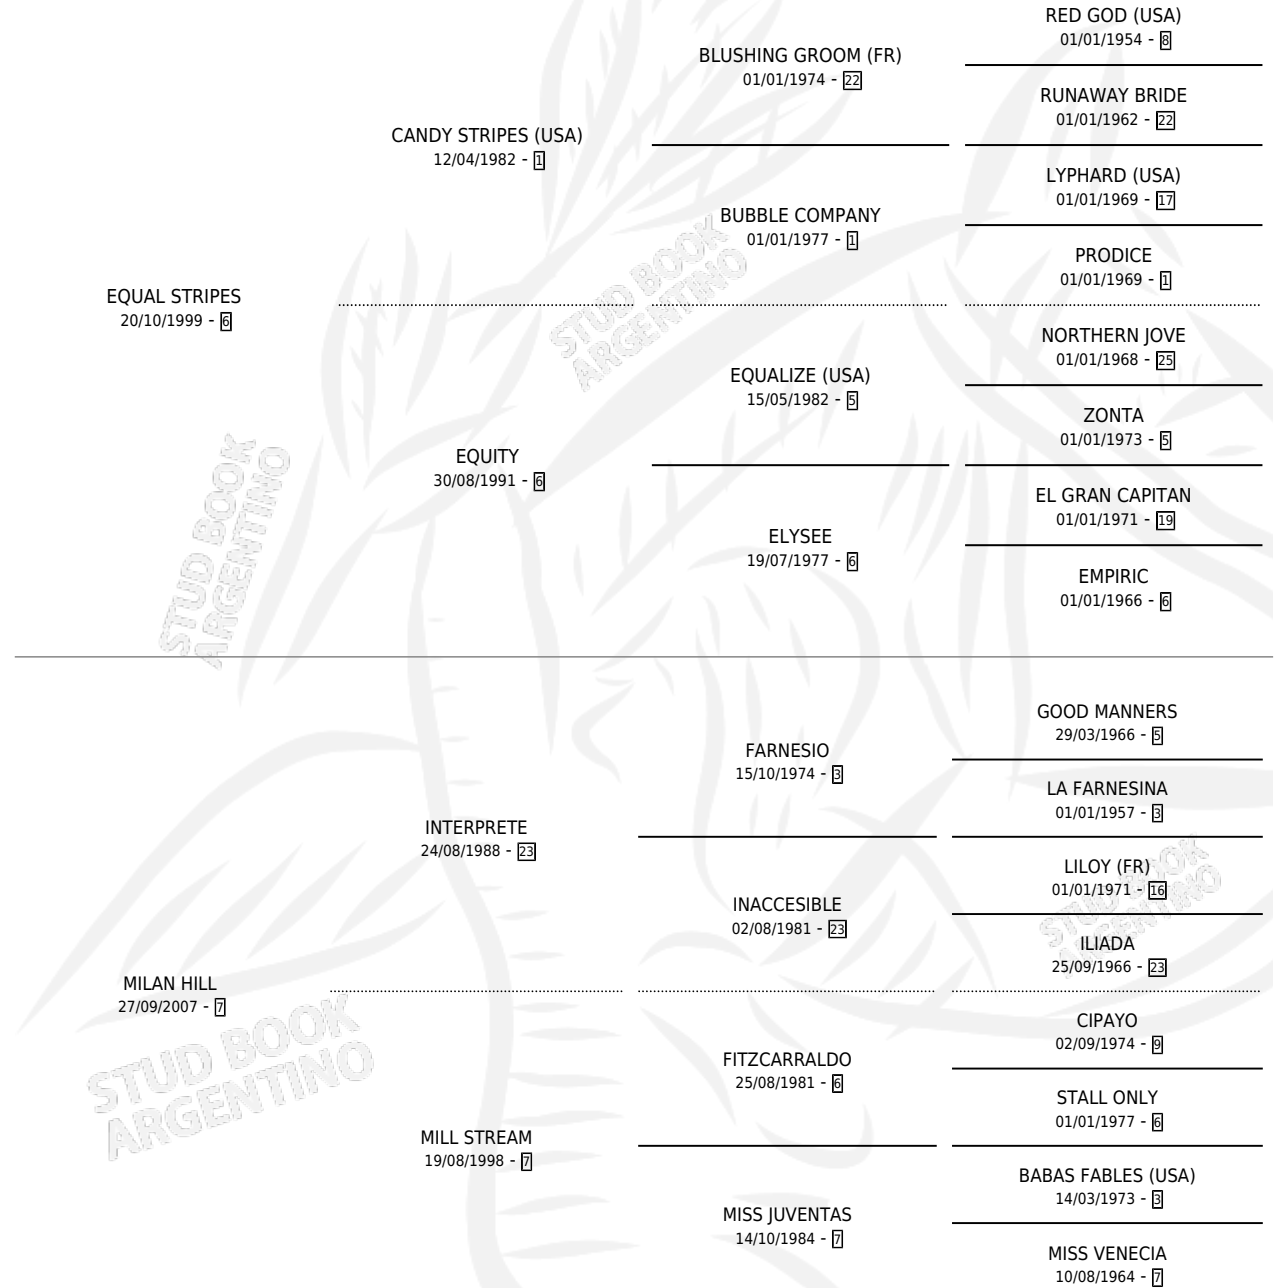 RED GOD (USA)
01/01/1954 - 8
BLUSHING GROOM (FR)
01/01/1974 - 22
RUNAWAY BRIDE
01/01/1962 - 22
CANDY STRIPES (USA)
12/04/1982 - 1
LYPHARD (USA)
01/01/1969 - 17
BUBBLE COMPANY
01/01/1977 - 1
PRODICE
01/01/1969 - 1
EQUAL STRIPES
20/10/1999 - 6
STUD BOOK
ARGENTINO
NORTHERN JOVE
01/01/1968 - 25
EQUALIZE (USA)
15/05/1982 - 5
ZONTA
01/01/1973 - 5
EQUITY
30/08/1991 - 6
EL GRAN CAPITAN
01/01/1971 - 19
ELYSEE
19/07/1977 - 6
EMPIRIC
01/01/1966 - 6
STUD BOOK
ARGENTINO
GOOD MANNERS
29/03/1966 - 5
FARNESIO
15/10/1974 - 3
LA FARNESINA
01/01/1957 - 3
INTERPRETE
24/08/1988 - 23
LILOY (FR)
01/01/1971 - 16
INACCESIBLE
02/08/1981 - 23
STUD BOOK
ARGENTINO
ILIADA
25/09/1966 - 23
MILAN HILL
27/09/2007 - 7
CIPAYO
02/09/1974 - 9
FITZCARRALDO
25/08/1981 - 6
STALL ONLY
01/01/1977 - 6
STUD BOOK
ARGENTINO
MILL STREAM
19/08/1998 - 7
BABAS FABLES (USA)
14/03/1973 - 3
MISS JUVENTAS
14/10/1984 - 7
MISS VENECIA
10/08/1964 - 7